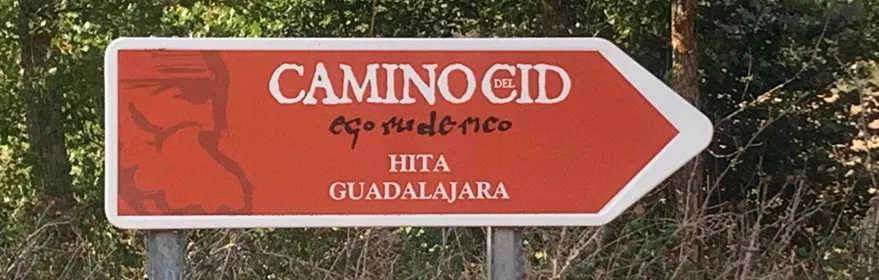 CAMINO DEL CID
ego ruderico
HITA
GUADALAJARA